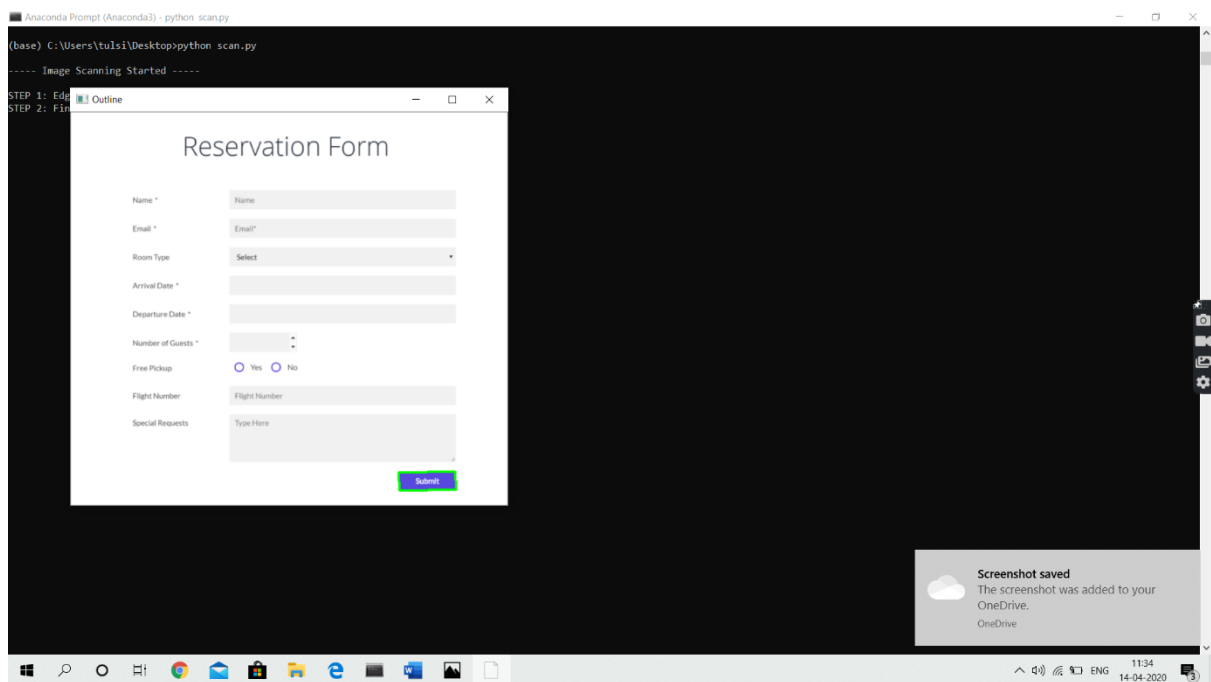 Anaconda Prompt (Anaconda3) - python scan.py
(base) C:\Users\tulsi\Desktop>python scan.py
----- Image Scanning Started -----
STEP 1: Edg
STEP 2: Fin
Outline
Reservation Form
Name * Name
Email * Email*
Room Type Select
Arrival Date *
Departure Date *
Number of Guests *
Free Pickup Yes No
Flight Number Flight Number
Special Requests Type Here
Submit
Screenshot saved
The screenshot was added to your
OneDrive.
OneDrive
ENG 11:34
14-04-2020
3